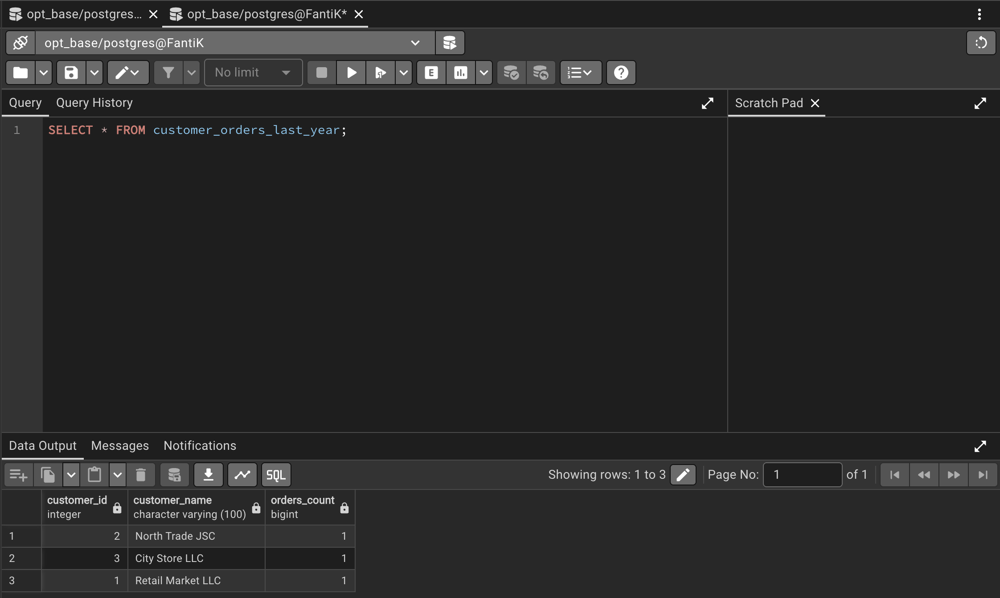 opt_base/postgres... opt_base/postgres@FantiK*
opt_base/postgres@FantiK
No limit E
Query Query History Scratch Pad
1 SELECT * FROM customer_orders_last_year;
Data Output Messages Notifications
SQL Showing rows: 1 to 3 Page No: 1 of 1
customer_id customer_name orders_count
integer character varying (100) bigint
1 2 North Trade JSC 1
2 3 City Store LLC 1
3 1 Retail Market LLC 1